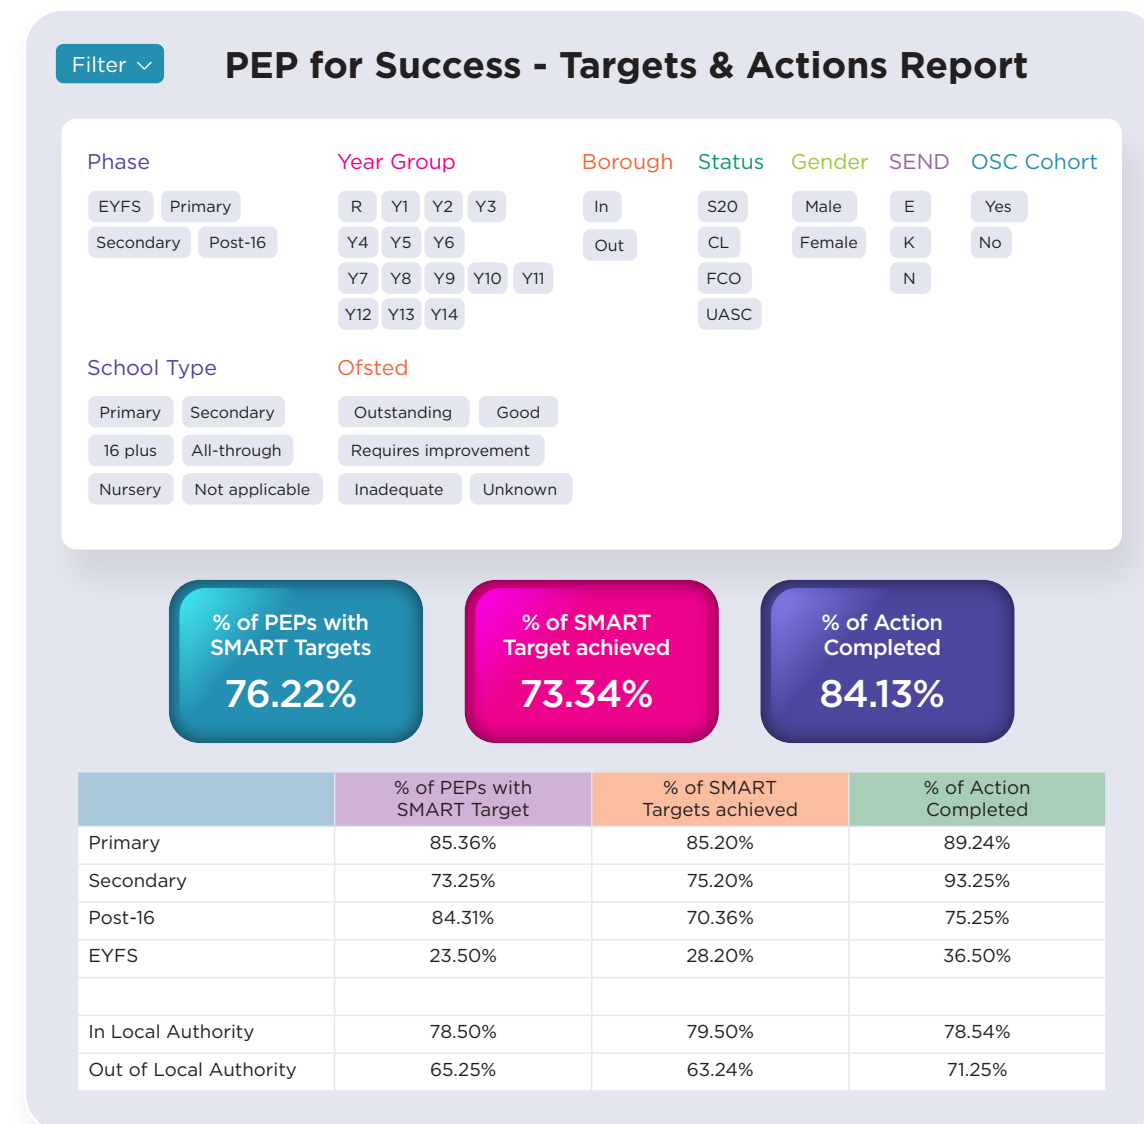 Filter
PEP for Success - Targets & Actions Report
Phase
EYFS Primary
Secondary Post-16
Year Group
R Y1 Y2 Y3
Y4 Y5 Y6
Y7 Y8 Y9 Y10 Y11
Y12 Y13 Y14
Borough
In
Out
Status
S20
CL
FCO
UASC
Gender
Male
Female
SEND
E
K
N
OSC Cohort
Yes
No
School Type
Primary Secondary
16 plus All-through
Nursery Not applicable
Ofsted
Outstanding Good
Requires improvement
Inadequate Unknown
% of PEPs with
SMART Targets
76.22%
% of SMART
Target achieved
73.34%
% of Action
Completed
84.13%
% of PEPs with
SMART Target
% of SMART
Targets achieved
% of Action
Completed
Primary 85.36% 85.20% 89.24%
Secondary 73.25% 75.20% 93.25%
Post-16 84.31% 70.36% 75.25%
EYFS 23.50% 28.20% 36.50%
In Local Authority 78.50% 79.50% 78.54%
Out of Local Authority 65.25% 63.24% 71.25%